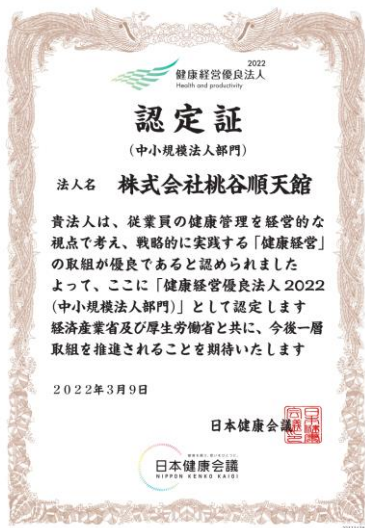 2022
健康経営優良法人
Health and productivity
認定証
(中小規模法人部門)
法人名 株式会社桃谷順天館
貴法人は、従業員の健康管理を経営的な
視点で考え、戦略的に実践する「健康経営」
の取組が優良であると認められました
よって、ここに「健康経営優良法人2022
(中小規模法人部門)」として認定します
経済産業省及び厚生労働省と共に、今後一層
取組を推進されることを期待いたします
2022年3月9日
日本健康会議
日本健康会議
NIPPON KENKO KAIGI